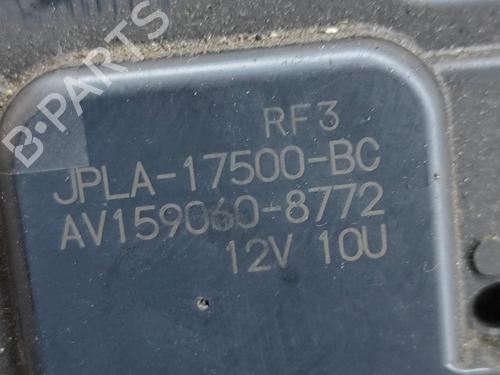 B-PARTS
RF3
JPLA-17500-BC
AV159060-8772
12V 10U